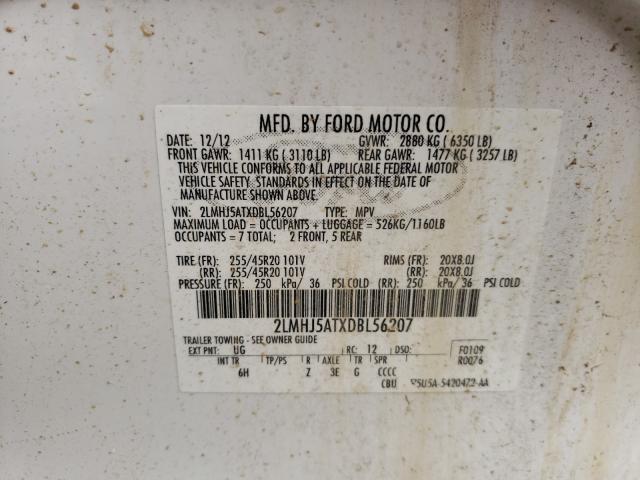 MFD. BY FORD MOTOR CO.
DATE: 12/12 GVWR: 2880 KG ( 6350 LB)
FRONT GAWR: 1411 KG ( 3110 LB) REAR GAWR: 1477 KG ( 3257 LB)
THIS VEHICLE CONFORMS TO ALL APPLICABLE FEDERAL MOTOR
VEHICLE SAFETY STANDARDS IN EFFECT ON THE DATE OF
MANUFACTURE SHOWN ABOVE.
VIN: 2LMHJ5ATXDBL56207 TYPE: MPV
MAXIMUM LOAD = OCCUPANTS + LUGGAGE = 526KG/1160LB
OCCUPANTS = 7 TOTAL; 2 FRONT, 5 REAR
TIRE (FR): 255/45R20 101V RIMS (FR): 20X8.0J
(RR): 255/45R20 101V (RR): 20X8.0J
PRESSURE (FR): 250 kPa/ 36 PSI COLD (RR): 250 kPa/ 36 PSI COLD
2LMHJ5ATXDBL56207
TRAILER TOWING - SEE OWNER GUIDE
EXT PNT: UG RC: 12 DSO: F0109
INT TR TP/PS R AXLE TR SPR R0076
6H Z 3E G CCCC
CBU 5U5A-5420472-AA